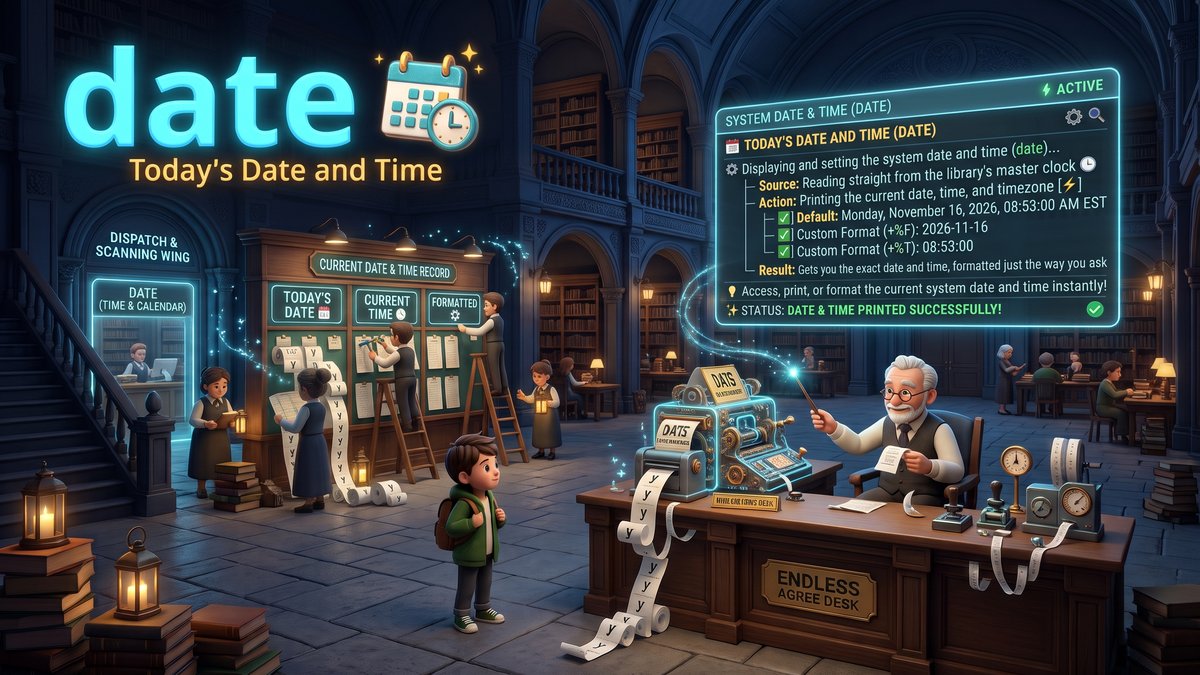 date
Today's Date and Time
DISPATCH &
SCANNING WING
DATE
(TIME & CALENDAR)
CURRENT DATE & TIME RECORD
TODAY'S
DATE
CURRENT
TIME
FORMATTED
SYSTEM DATE & TIME (DATE)
ACTIVE
TODAY'S DATE AND TIME (DATE)
Displaying and setting the system date and time (date)...
Source: Reading straight from the library's master clock
Action: Printing the current date, time, and timezone [⚡]
Default: Monday, November 16, 2026, 08:53:00 AM EST
Custom Format (+%F): 2026-11-16
Custom Format (+%T): 08:53:00
Result: Gets you the exact date and time, formatted just the way you ask
Access, print, or format the current system date and time instantly!
STATUS: DATE & TIME PRINTED SUCCESSFULLY!
DATS
DATS
y
y
y
y
ENDLESS
AGREE DESK